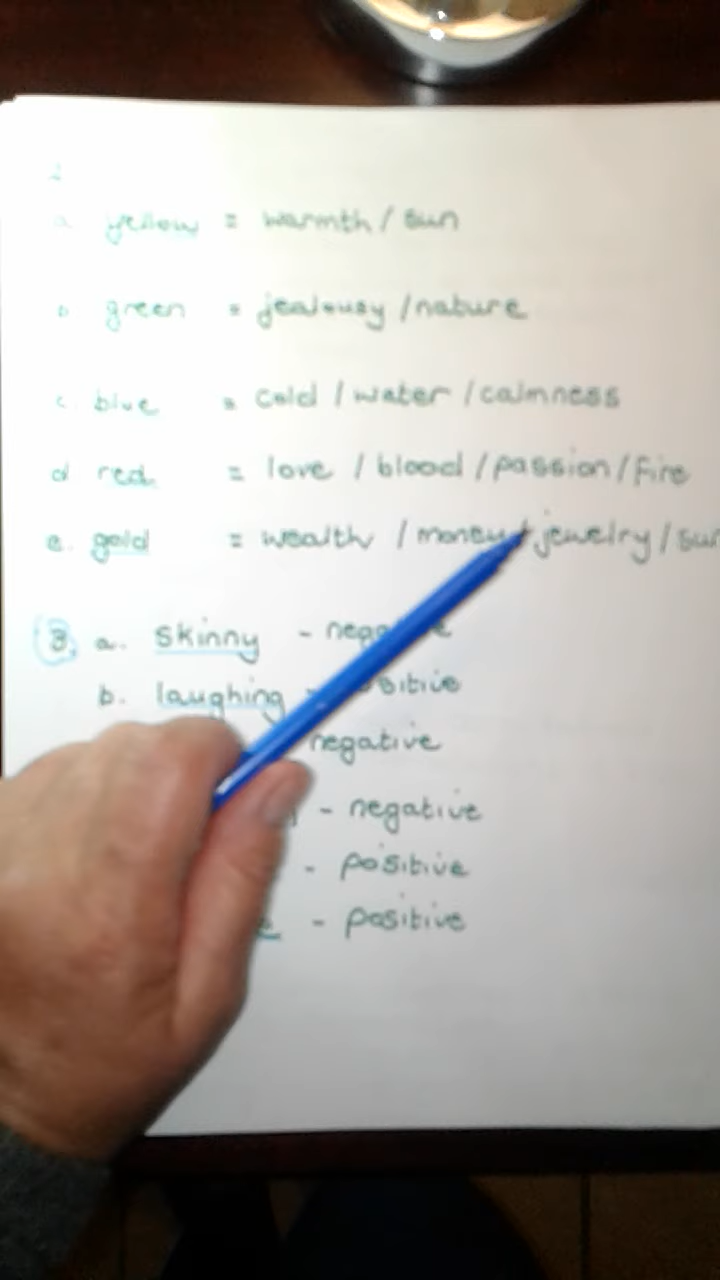 2
a. yellow = warmth / sun
b green = jealousy / nature
c. blue = cold / water / calmness
d. red = love / blood / passion / fire
e. gold = wealth / money / jewelry /
3. a. skinny -
b. laughing -
negative
- negative
- positive
- positive